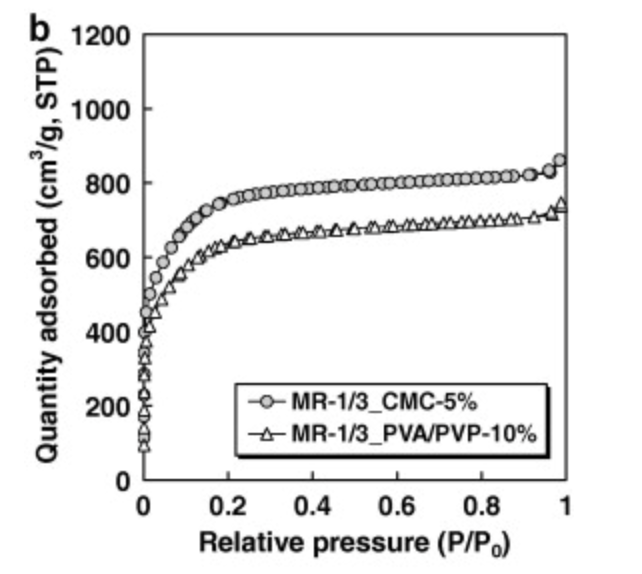 b
1200
1000
800
600
400
200
0
Quantity adsorbed (cm³/g, STP)
MR-1/3_CMC-5%
MR-1/3_PVA/PVP-10%
0 0.2 0.4 0.6 0.8 1
Relative pressure (P/P₀)